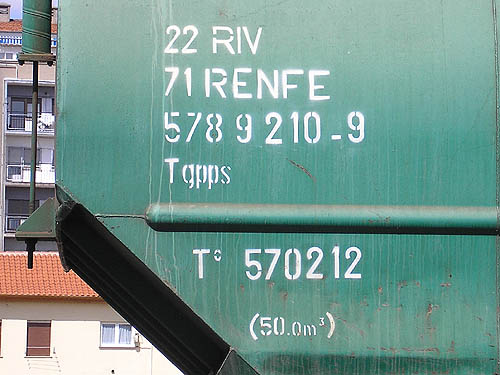 22 RIV
71 RENFE
578 9 210-9
Tgpps
T° 570212
(50.0m³)